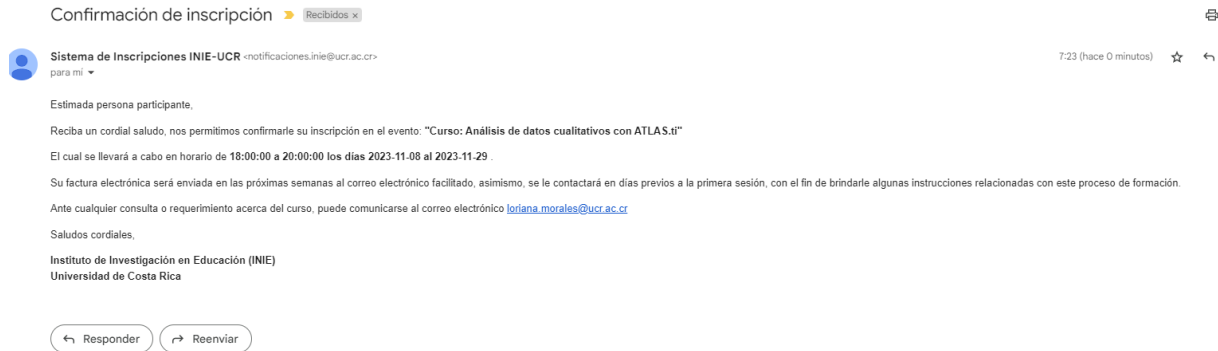 Confirmación de inscripción Recibidos x
Sistema de Inscripciones INIE-UCR <notificaciones.inie@ucr.ac.cr> 7:23 (hace 0 minutos)
para mí
Estimada persona participante,
Reciba un cordial saludo, nos permitimos confirmarle su inscripción en el evento: "Curso: Análisis de datos cualitativos con ATLAS.ti"
El cual se llevará a cabo en horario de 18:00:00 a 20:00:00 los días 2023-11-08 al 2023-11-29 .
Su factura electrónica será enviada en las próximas semanas al correo electrónico facilitado, asimismo, se le contactará en días previos a la primera sesión, con el fin de brindarle algunas instrucciones relacionadas con este proceso de formación.
Ante cualquier consulta o requerimiento acerca del curso, puede comunicarse al correo electrónico loriana.morales@ucr.ac.cr
Saludos cordiales,
Instituto de Investigación en Educación (INIE)
Universidad de Costa Rica
Responder Reenviar